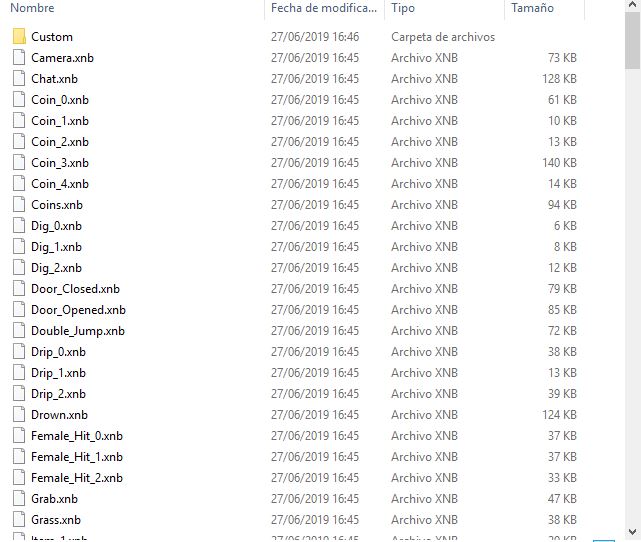 Nombre Fecha de modifica... Tipo Tamaño
Custom 27/06/2019 16:46 Carpeta de archivos
Camera.xnb 27/06/2019 16:45 Archivo XNB 73 KB
Chat.xnb 27/06/2019 16:45 Archivo XNB 128 KB
Coin_0.xnb 27/06/2019 16:45 Archivo XNB 61 KB
Coin_1.xnb 27/06/2019 16:45 Archivo XNB 10 KB
Coin_2.xnb 27/06/2019 16:45 Archivo XNB 13 KB
Coin_3.xnb 27/06/2019 16:45 Archivo XNB 140 KB
Coin_4.xnb 27/06/2019 16:45 Archivo XNB 14 KB
Coins.xnb 27/06/2019 16:45 Archivo XNB 94 KB
Dig_0.xnb 27/06/2019 16:45 Archivo XNB 6 KB
Dig_1.xnb 27/06/2019 16:45 Archivo XNB 8 KB
Dig_2.xnb 27/06/2019 16:45 Archivo XNB 12 KB
Door_Closed.xnb 27/06/2019 16:45 Archivo XNB 79 KB
Door_Opened.xnb 27/06/2019 16:45 Archivo XNB 85 KB
Double_Jump.xnb 27/06/2019 16:45 Archivo XNB 72 KB
Drip_0.xnb 27/06/2019 16:45 Archivo XNB 38 KB
Drip_1.xnb 27/06/2019 16:45 Archivo XNB 13 KB
Drip_2.xnb 27/06/2019 16:45 Archivo XNB 39 KB
Drown.xnb 27/06/2019 16:45 Archivo XNB 124 KB
Female_Hit_0.xnb 27/06/2019 16:45 Archivo XNB 37 KB
Female_Hit_1.xnb 27/06/2019 16:45 Archivo XNB 37 KB
Female_Hit_2.xnb 27/06/2019 16:45 Archivo XNB 33 KB
Grab.xnb 27/06/2019 16:45 Archivo XNB 47 KB
Grass.xnb 27/06/2019 16:45 Archivo XNB 38 KB
27/06/2019 16:45 Archivo XNB